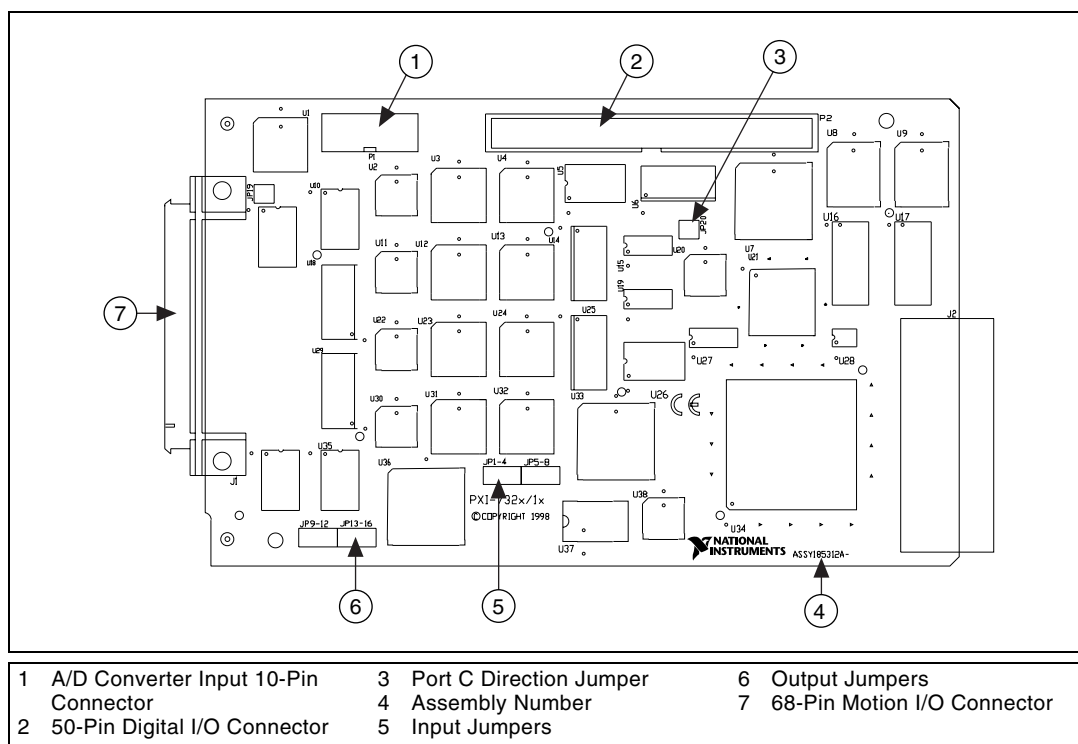 1
2
3
P2
U1
P1
U2
U3
U4
U5
U6
U8
U9
JP19
U10
JP20
U7
U16
U17
U11
U12
U13
U14
U15
U20
U21
U18
U19
7
U22
U23
U24
U25
U27
U28
J2
U29
U30
U31
U32
U33
U26
CE
J1
U35
U36
JP1-4
JP5-8
PXI-732x/1x
©COPYRIGHT 1998
JP9-12
JP13-16
U37
U38
U34
NATIONAL
INSTRUMENTS
ASSY185312A-
6
5
4
1 A/D Converter Input 10-Pin Connector
2 50-Pin Digital I/O Connector
3 Port C Direction Jumper
4 Assembly Number
5 Input Jumpers
6 Output Jumpers
7 68-Pin Motion I/O Connector